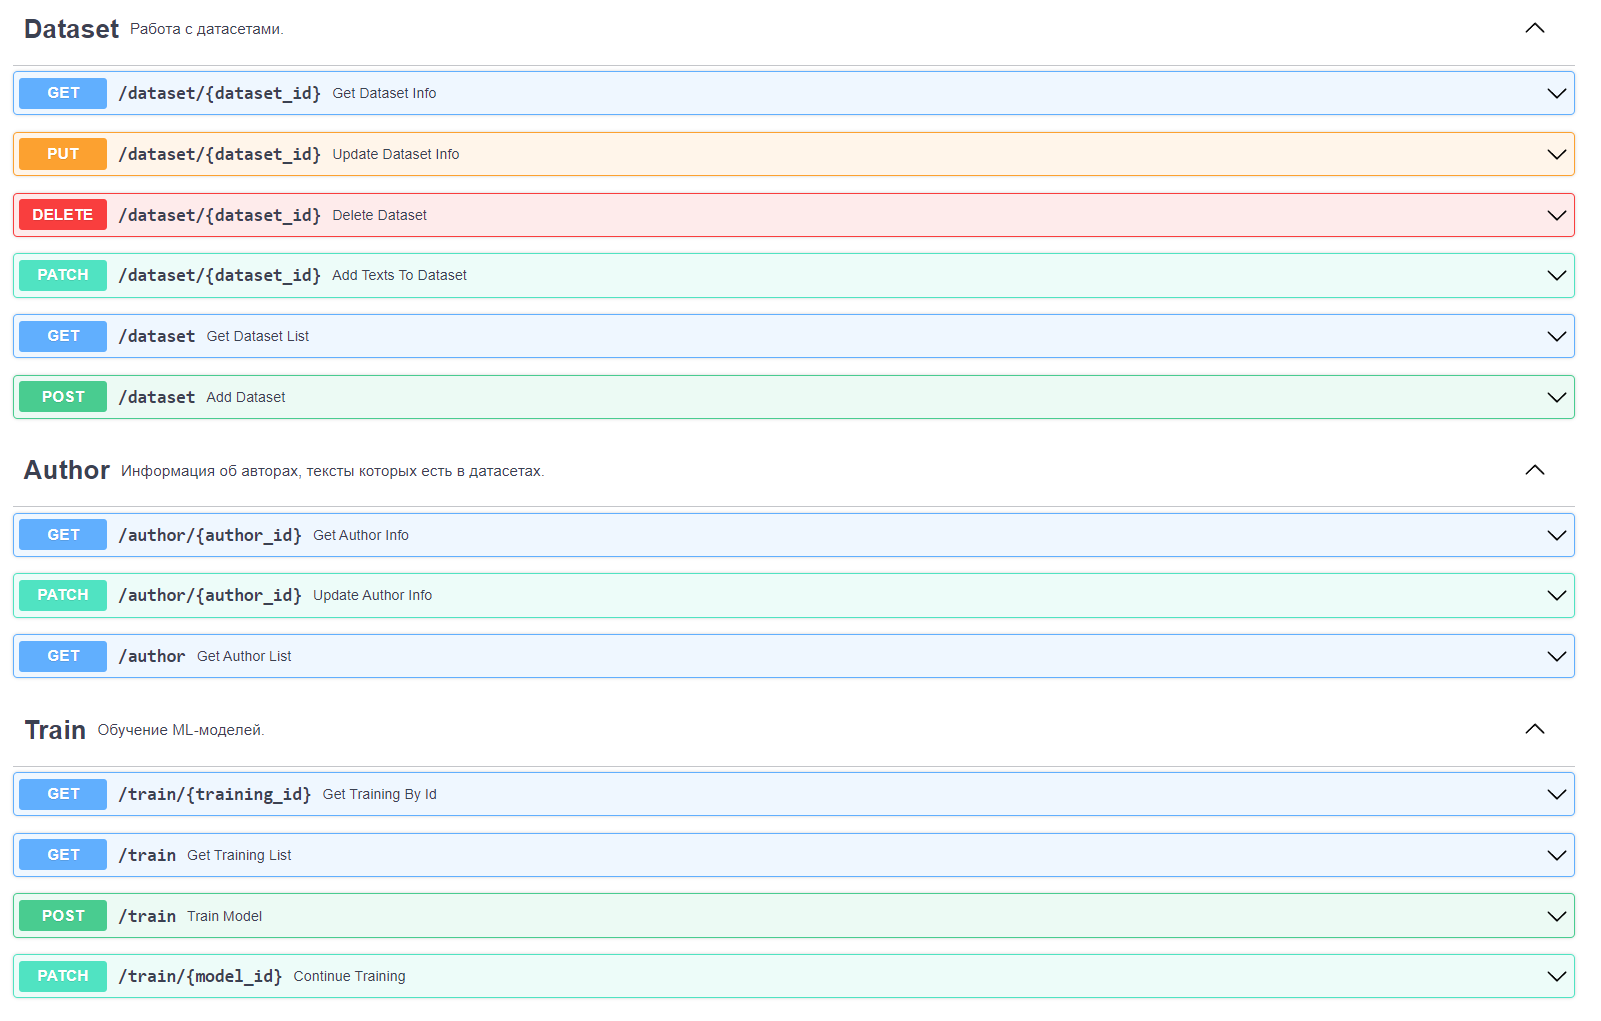 Dataset Работа с датасетами.
GET /dataset/{dataset_id} Get Dataset Info
PUT /dataset/{dataset_id} Update Dataset Info
DELETE /dataset/{dataset_id} Delete Dataset
PATCH /dataset/{dataset_id} Add Texts To Dataset
GET /dataset Get Dataset List
POST /dataset Add Dataset
Author Информация об авторах, тексты которых есть в датасетах.
GET /author/{author_id} Get Author Info
PATCH /author/{author_id} Update Author Info
GET /author Get Author List
Train Обучение ML-моделей.
GET /train/{training_id} Get Training By Id
GET /train Get Training List
POST /train Train Model
PATCH /train/{model_id} Continue Training